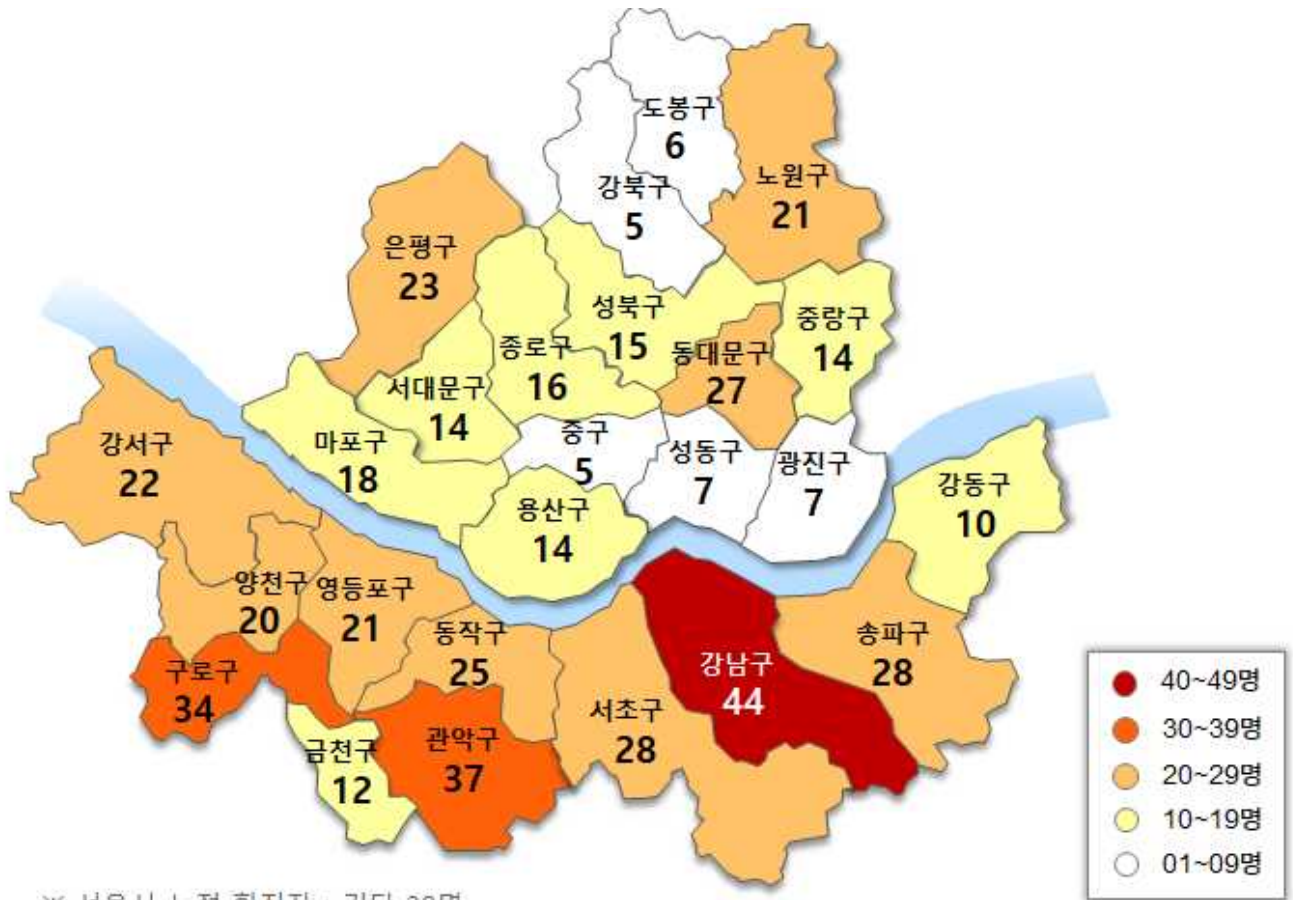 도봉구
6
강북구
5
노원구
21
은평구
23
성북구
15
중랑구
14
종로구
16
동대문구
27
서대문구
14
마포구
18
중구
5
성동구
7
광진구
7
강동구
10
강서구
22
용산구
14
양천구
20
영등포구
21
동작구
25
구로구
34
금천구
12
관악구
37
서초구
28
강남구
44
송파구
28
40~49명
30~39명
20~29명
10~19명
01~09명